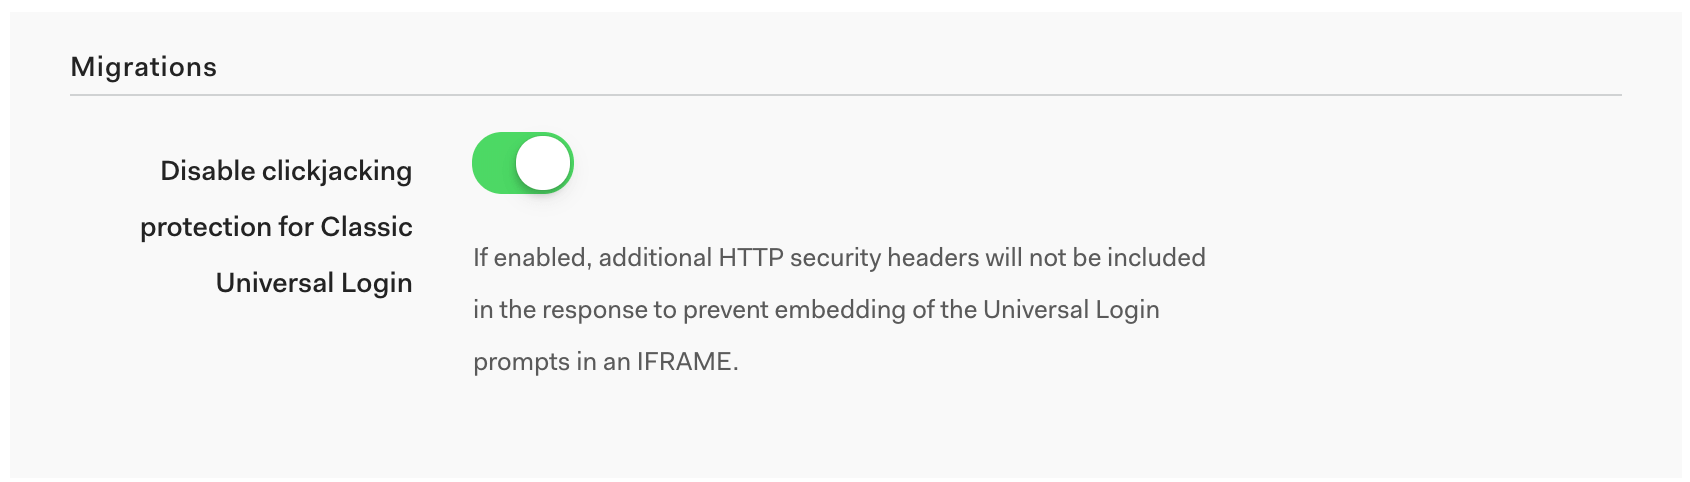 Migrations
Disable clickjacking
protection for Classic
Universal Login
If enabled, additional HTTP security headers will not be included
in the response to prevent embedding of the Universal Login
prompts in an IFRAME.